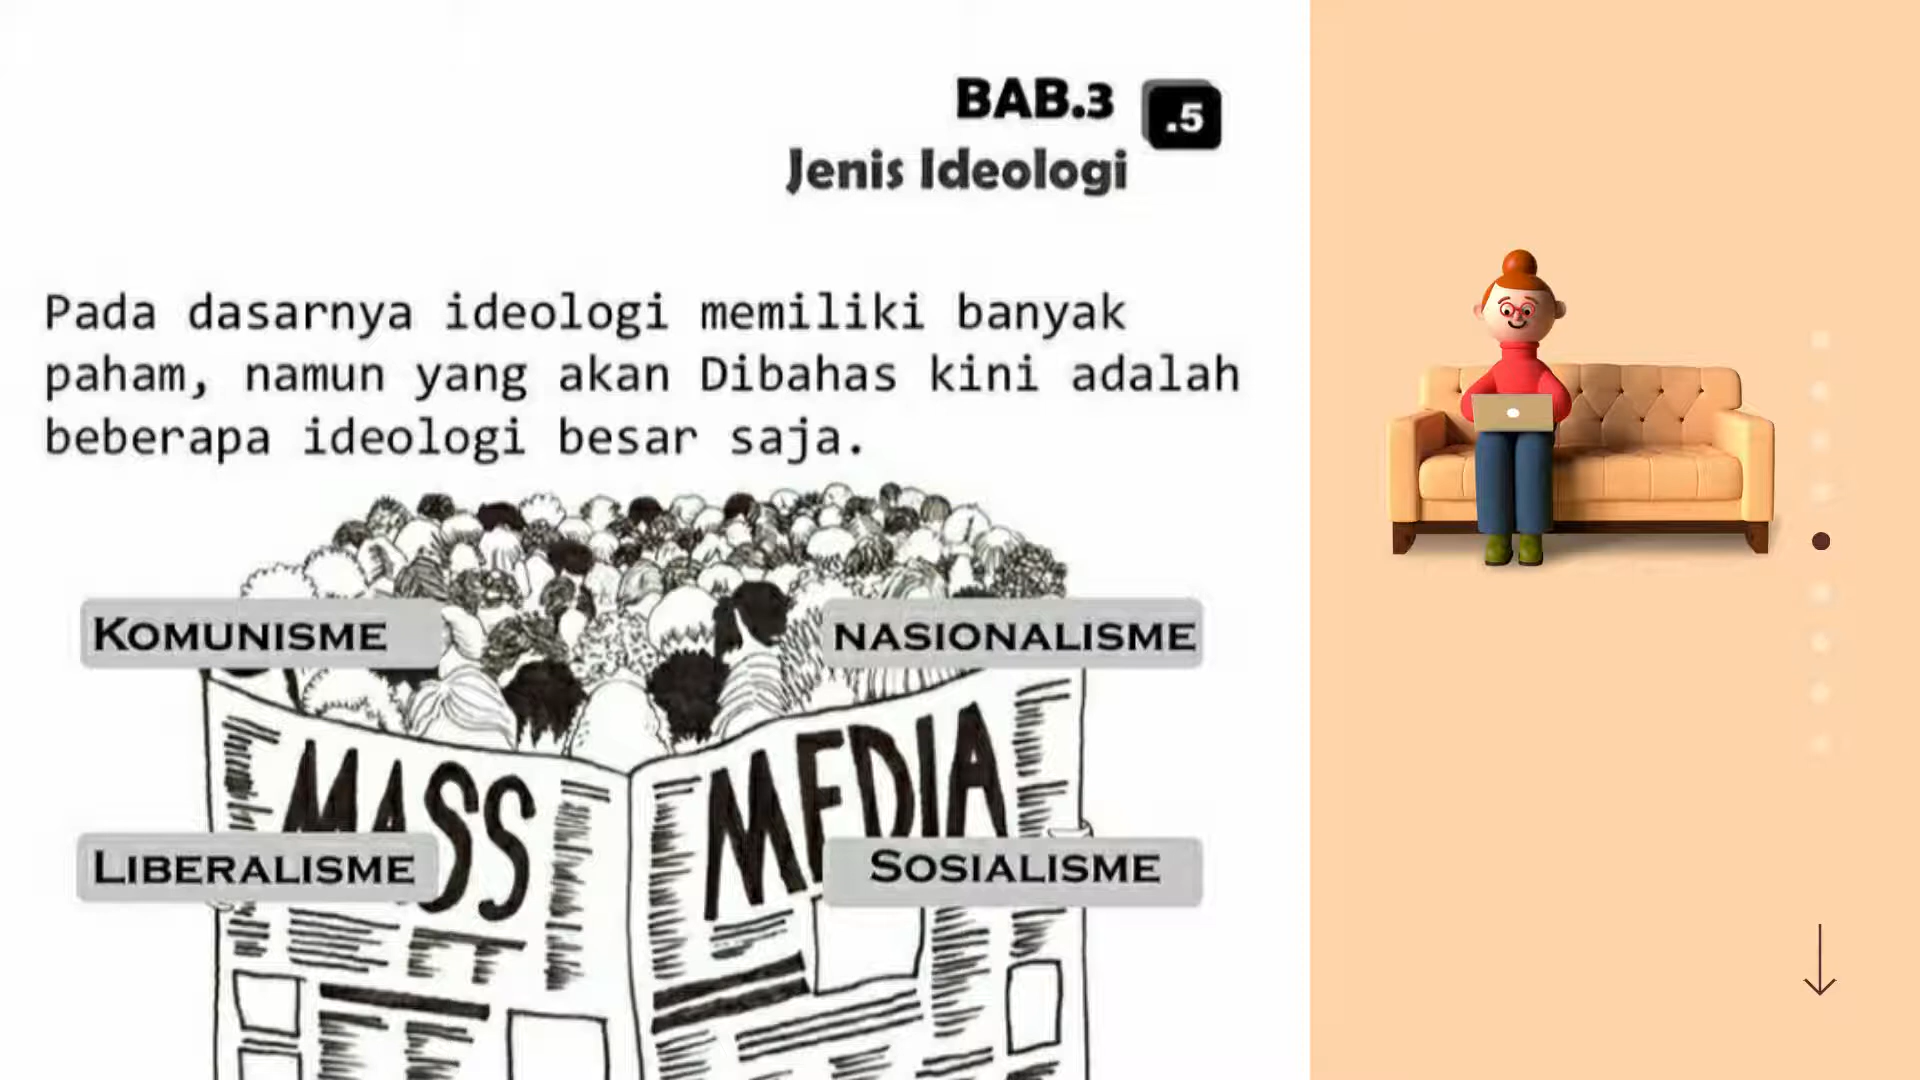 BAB.3 .5
Jenis Ideologi
Pada dasarnya ideologi memiliki banyak
paham, namun yang akan Dibahas kini adalah
beberapa ideologi besar saja.
KOMUNISME
NASIONALISME
MASS MEDIA
LIBERALISME
SOSIALISME